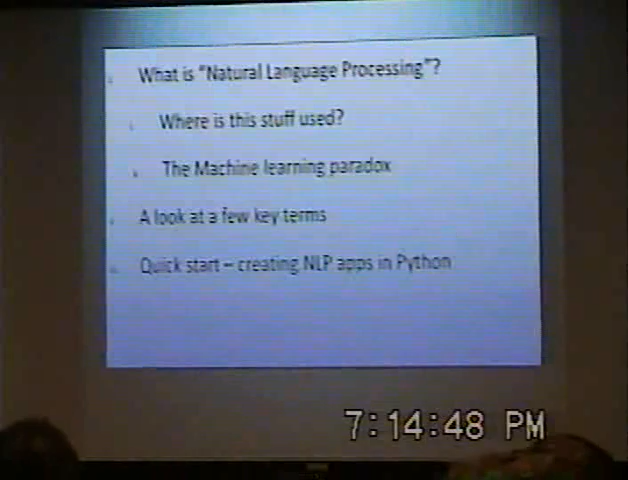 What is "Natural Language Processing"?
Where is this stuff used?
The Machine learning paradox
A look at a few key terms
Quick start – creating NLP apps in Python
7:14:48 PM